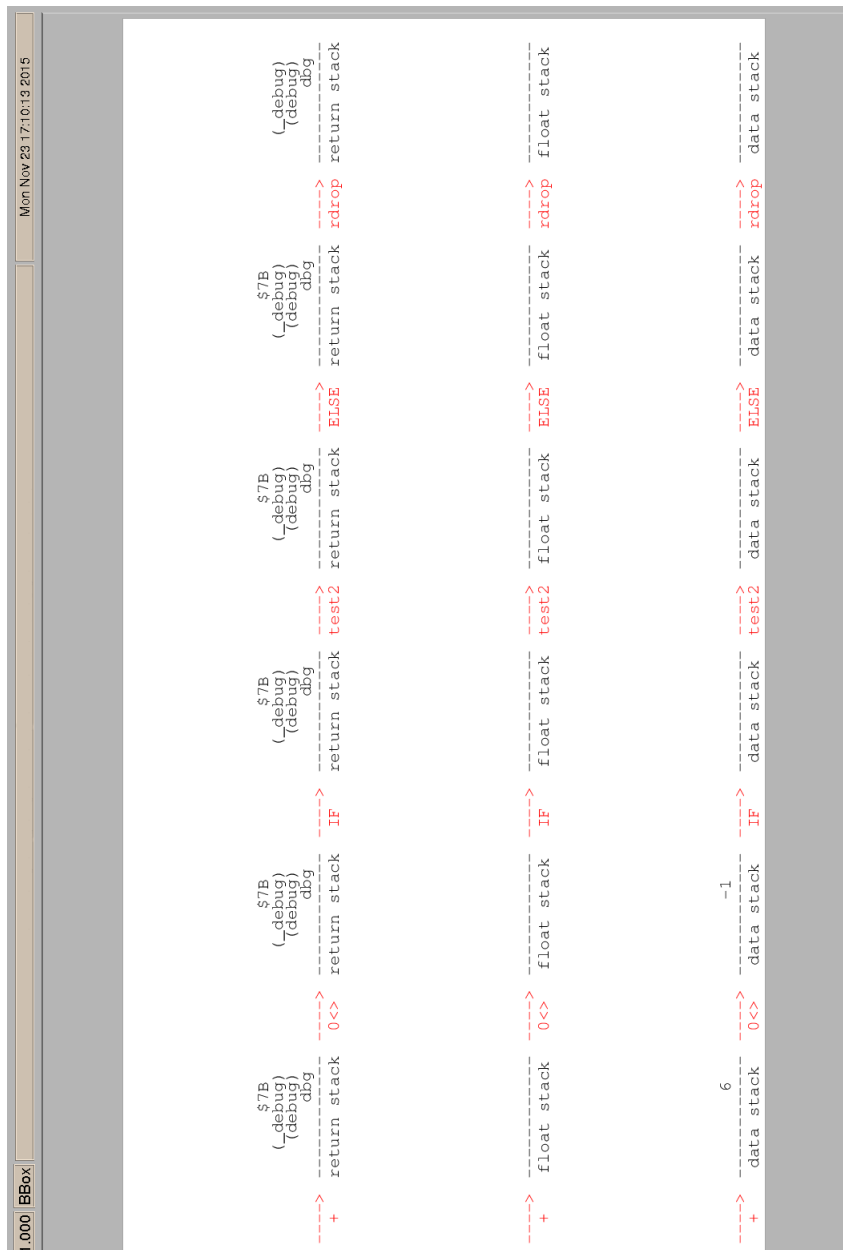 1.000 BBox Mon Nov 23 17:10:13 2015
$7B $7B $7B $7B $7B
(_debug) (_debug) (_debug) (_debug) (_debug) (_debug)
(debug) (debug) (debug) (debug) (debug) (debug)
dbg dbg dbg dbg dbg dbg
----> -------------- ----> -------------- ----> -------------- ----> -------------- ----> -------------- ----> --------------
+ return stack 0<> return stack IF return stack test2 return stack ELSE return stack rdrop return stack
----> -------------- ----> -------------- ----> -------------- ----> -------------- ----> -------------- ----> --------------
+ float stack 0<> float stack IF float stack test2 float stack ELSE float stack rdrop float stack
6 -1
----> -------------- ----> -------------- ----> -------------- ----> -------------- ----> -------------- ----> --------------
+ data stack 0<> data stack IF data stack test2 data stack ELSE data stack rdrop data stack